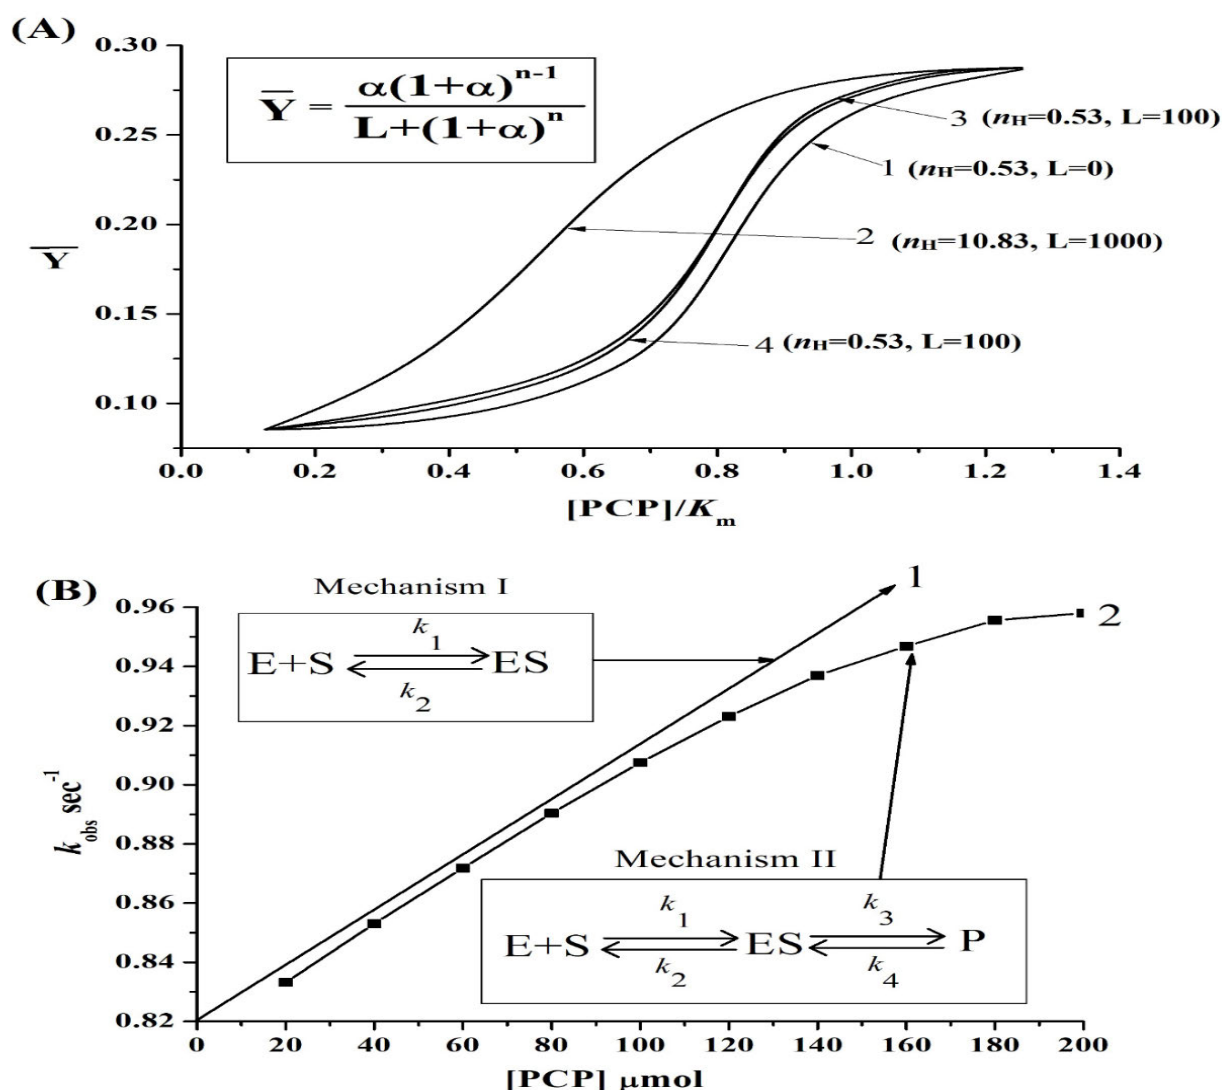 (A)
0.30
0.25
0.20
0.15
0.10
Y
Y = α(1+α)ⁿ⁻¹
L+(1+α)ⁿ
3 (nH=0.53, L=100)
1 (nH=0.53, L=0)
2 (nH=10.83, L=1000)
4 (nH=0.53, L=100)
0.0 0.2 0.4 0.6 0.8 1.0 1.2 1.4
[PCP]/Km
(B)
0.96
0.94
0.92
0.90
0.88
0.86
0.84
0.82
kobs sec⁻¹
Mechanism I
k1
E+S ES
k2
1
2
Mechanism II
k1 k3
E+S ES P
k2 k4
0 20 40 60 80 100 120 140 160 180 200
[PCP] μmol